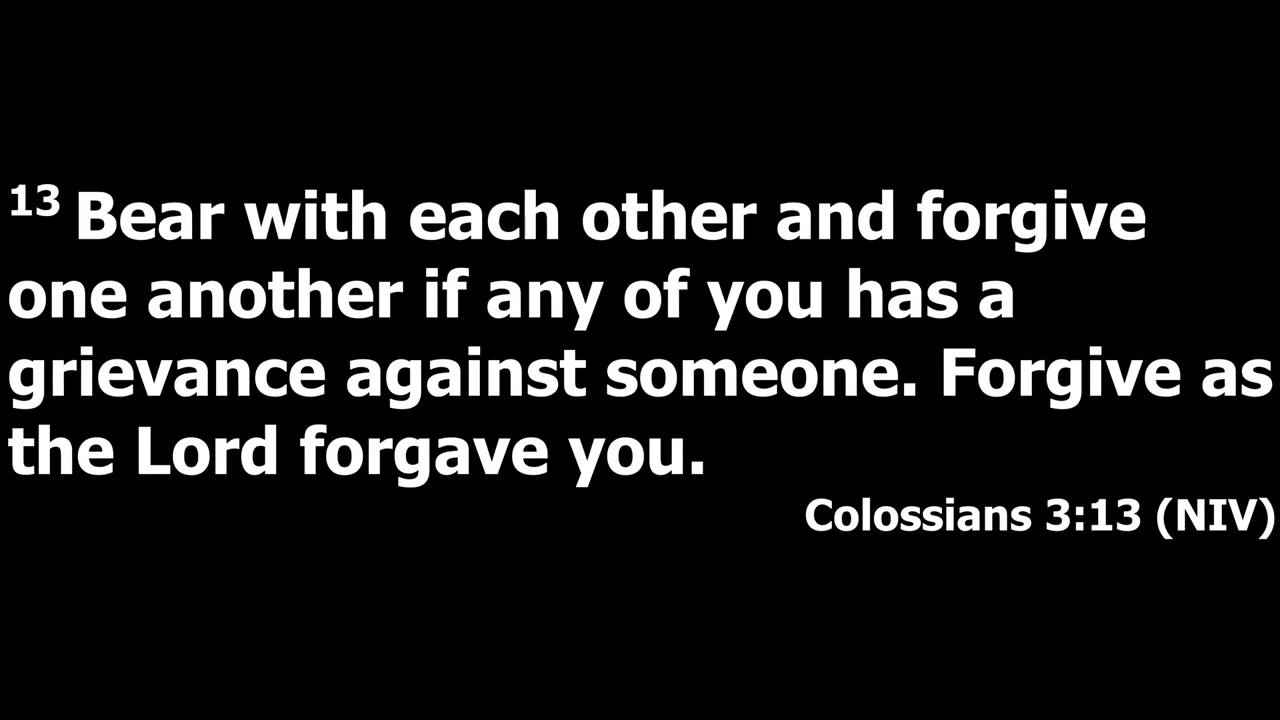 13 Bear with each other and forgive
one another if any of you has a
grievance against someone. Forgive as
the Lord forgave you.
Colossians 3:13 (NIV)